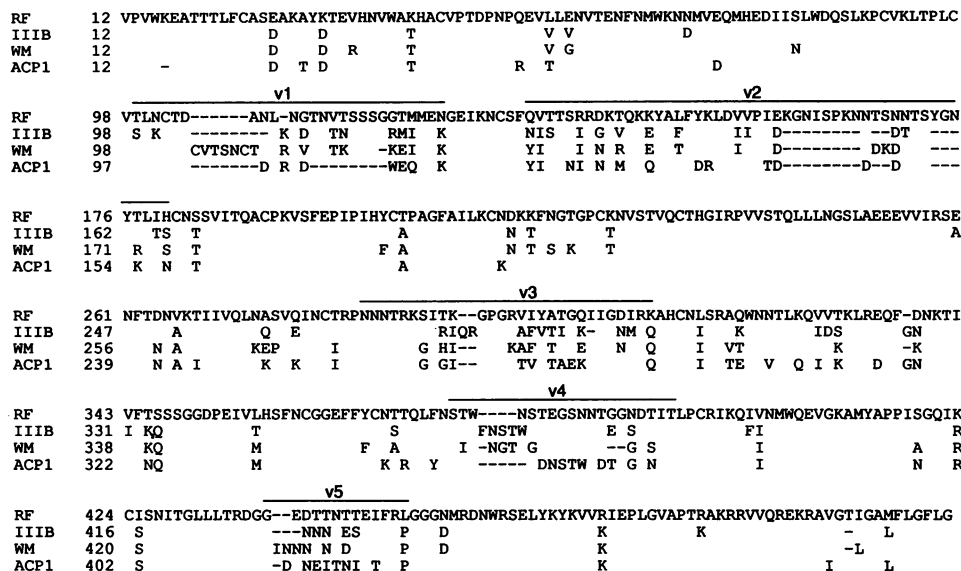 RF 12 VPVWKEATTTLFCASEAKAYKTEVHNVWAKHACVPTDPNPQEVLLENVTENFNMWKNNMVEQMHEDIISLWDQSLKPCVKLTPLC
IIIB 12 D D T V V D
WM 12 D D R T V G N
ACP1 12 - D T D T R T D
v1 v2
RF 98 VTLNCTD------ANL-NGTNVTSSSGGTMMENGEIKNCSFQVTTSRRDKTQKKYALFYKLDVVPIEKGNISPKNNTSNNTSYGN
IIIB 98 S K -------- K D TN RMI K NIS I G V E F II D---------DT---
WM 98 CVTSNCT R V TK -KEI K YI I N R E T I D-----DKD ---
ACP1 97 --------D R D--------WEQ K YI NI N M Q DR TD--------D--D---
RF 176 YTLIHCNSSVITQACPKVSFEPIPIHYCTPAGFAILKCNDKKFNGTGPCKNVSTVQCTHGIRPVVSTQLLLNGSLAEEEVVIRSE
IIIB 162 TS T A N T T A
WM 171 R S T F A N T S K T
ACP1 154 K N T A K
v3
RF 261 NFTDNVKTIIVQLNASVQINCTRPNNNTRKSITK--GPGRVIYATGQIIGDIRKAHCNLSRAQWNNTLKQVVTKLREQF-DNKTI
IIIB 247 A Q E RIQR AFVTI K- NM Q I K IDS GN
WM 256 N A KEP I G HI-- KAF T E N Q I VT K -K
ACP1 239 N A I K K I S GI-- TV TAEK Q I TE V Q I K D GN
v4
RF 343 VFTSSSGGDPEIVLHSFNCGGEFFYCNTTQLFNSTW----NSTEGSNNTGGNDTITLPCRIKQIVNMWQEVGKAMYAPPISGQIK
IIIB 331 I KQ T S FNSTW E S FI R
WM 338 KQ M F A I -NGT G --G S I A R
ACP1 322 NQ M K R Y ----- DNSTW DT G N I N R
v5
RF 424 CISNITGLLLTRDGG--EDTTNTTEIFRLGGGNMRDNWRSELYKYKVVRIEPLGVAPTRAKRRVVQREKRAVGTIGAMFLGFLG
IIIB 416 S ---NNN ES P D K K - L
WM 420 S INNN N D P D K -L
ACP1 402 S -D NEITNI T P K I L